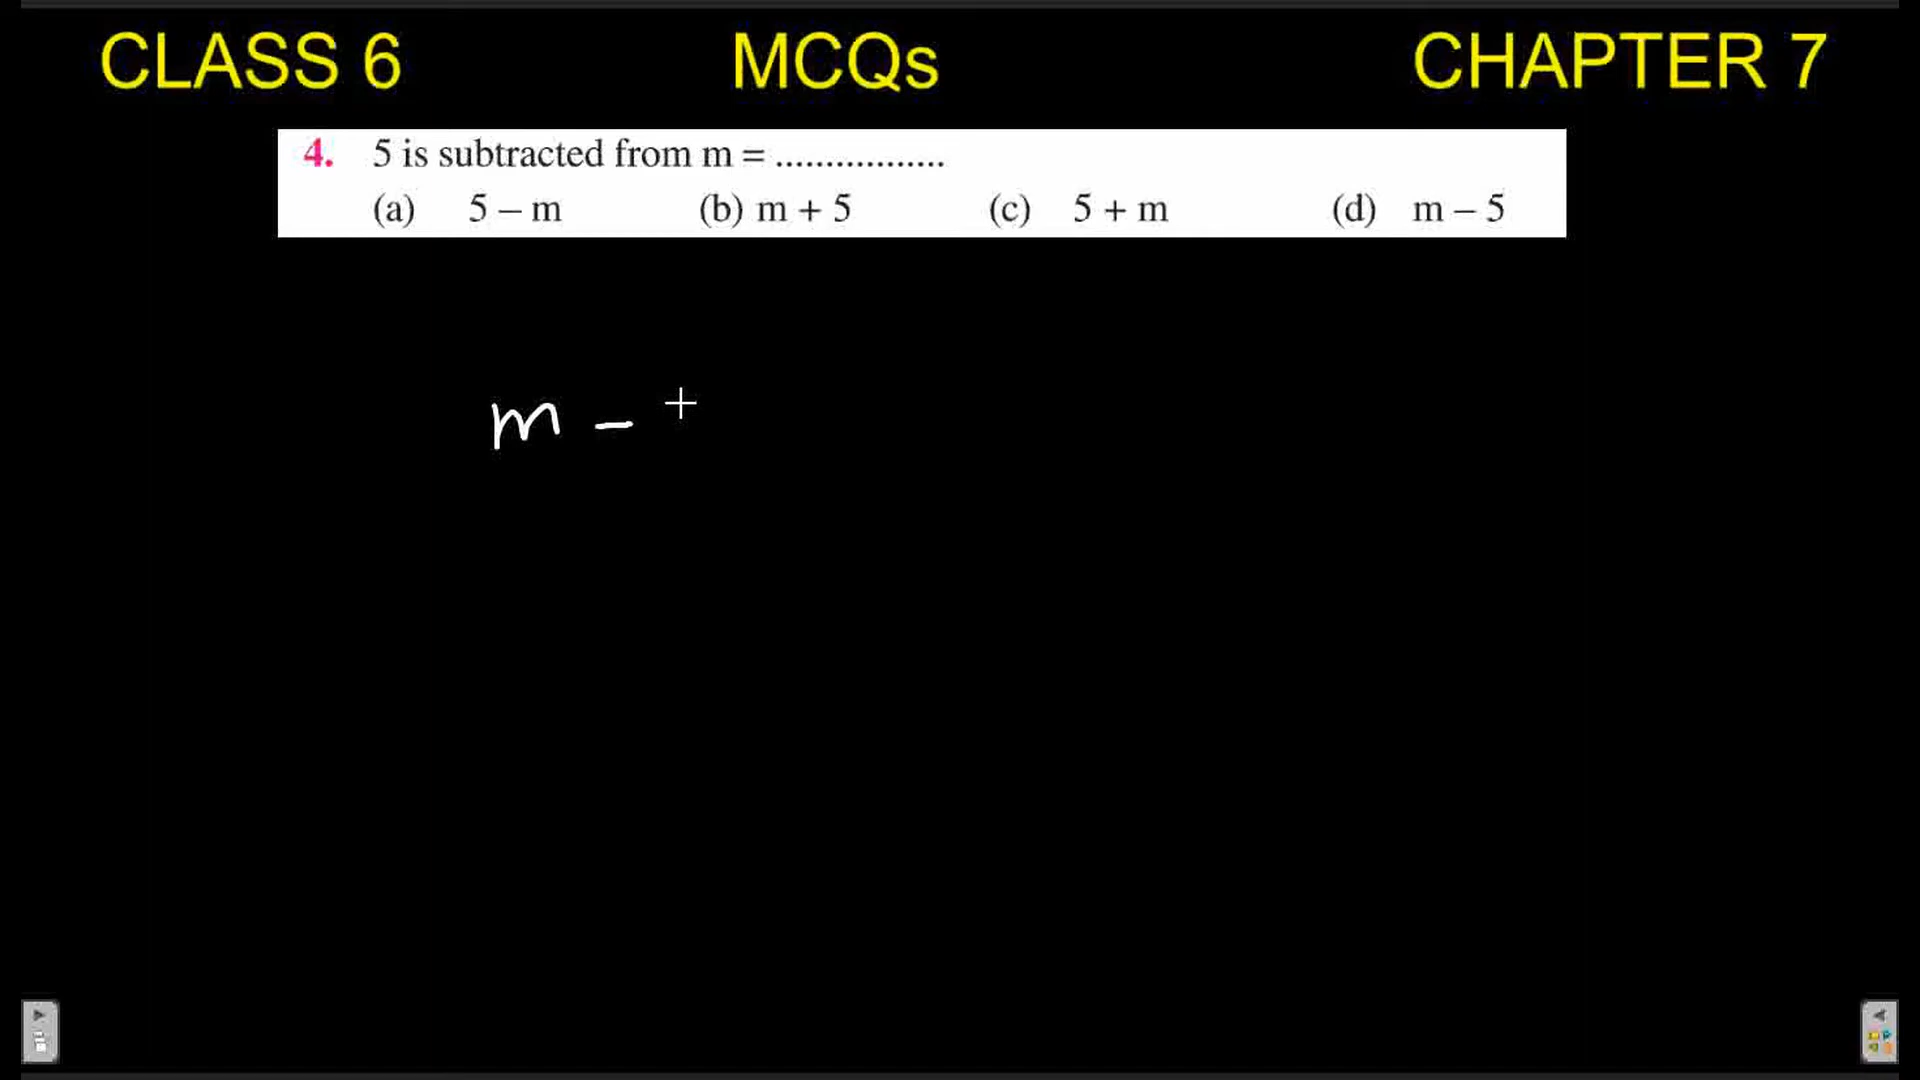 CLASS 6 MCQs CHAPTER 7
4. 5 is subtracted from m = .................
(a) 5 – m (b) m + 5 (c) 5 + m (d) m – 5
m –